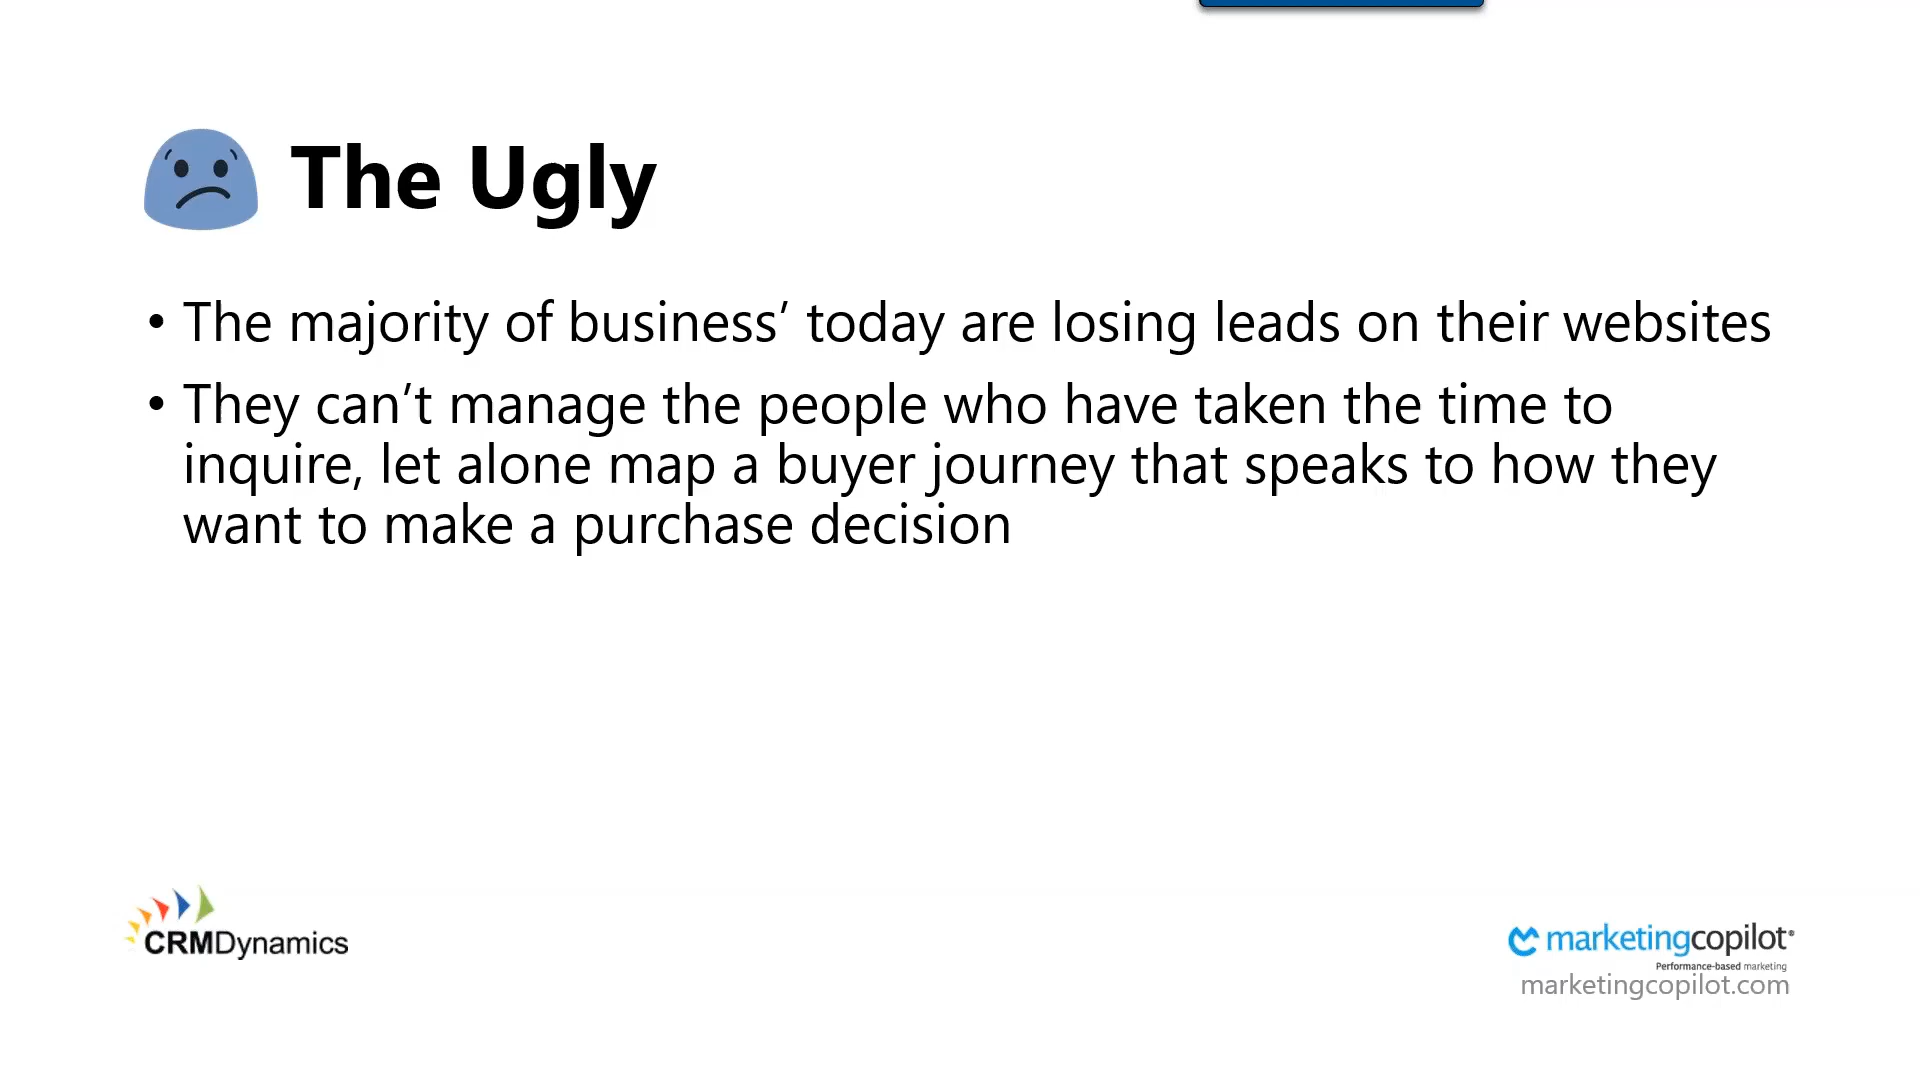 The Ugly
• The majority of business’ today are losing leads on their websites
• They can’t manage the people who have taken the time to
inquire, let alone map a buyer journey that speaks to how they
want to make a purchase decision
CRMDynamics
marketingcopilot®
Performance-based marketing
marketingcopilot.com